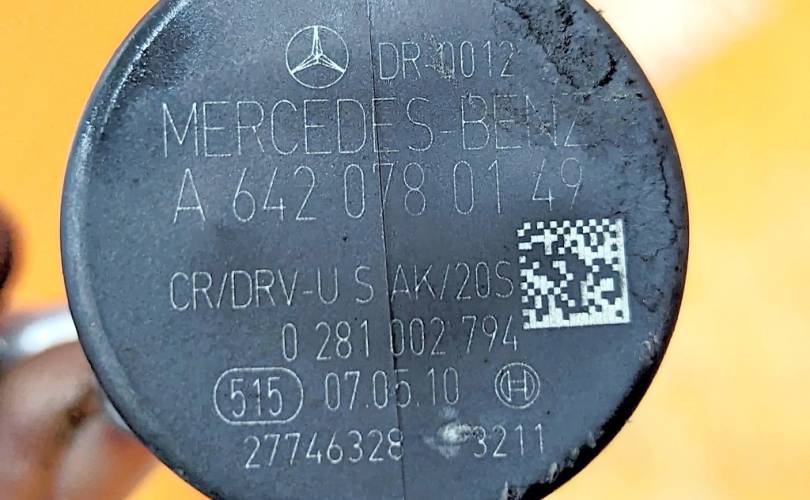 DR-0012
MERCEDES-BENZ
A 642 078 01 49
CR/DRV-U S AK/20S
0 281 002 794
515 07.05.10 H
27746328 3211